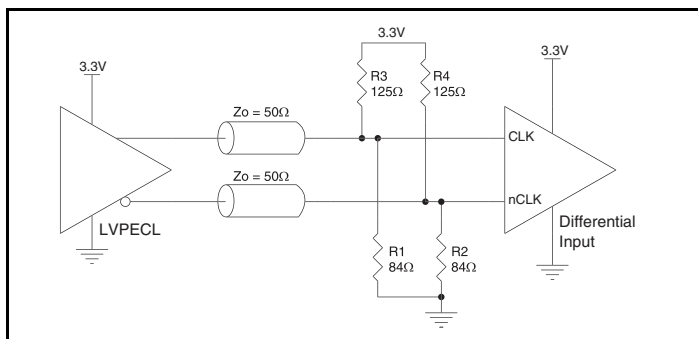 3.3V
3.3V
3.3V
R3
125Ω
R4
125Ω
Zo = 50Ω
CLK
Zo = 50Ω
nCLK
LVPECL
Differential
Input
R1
84Ω
R2
84Ω